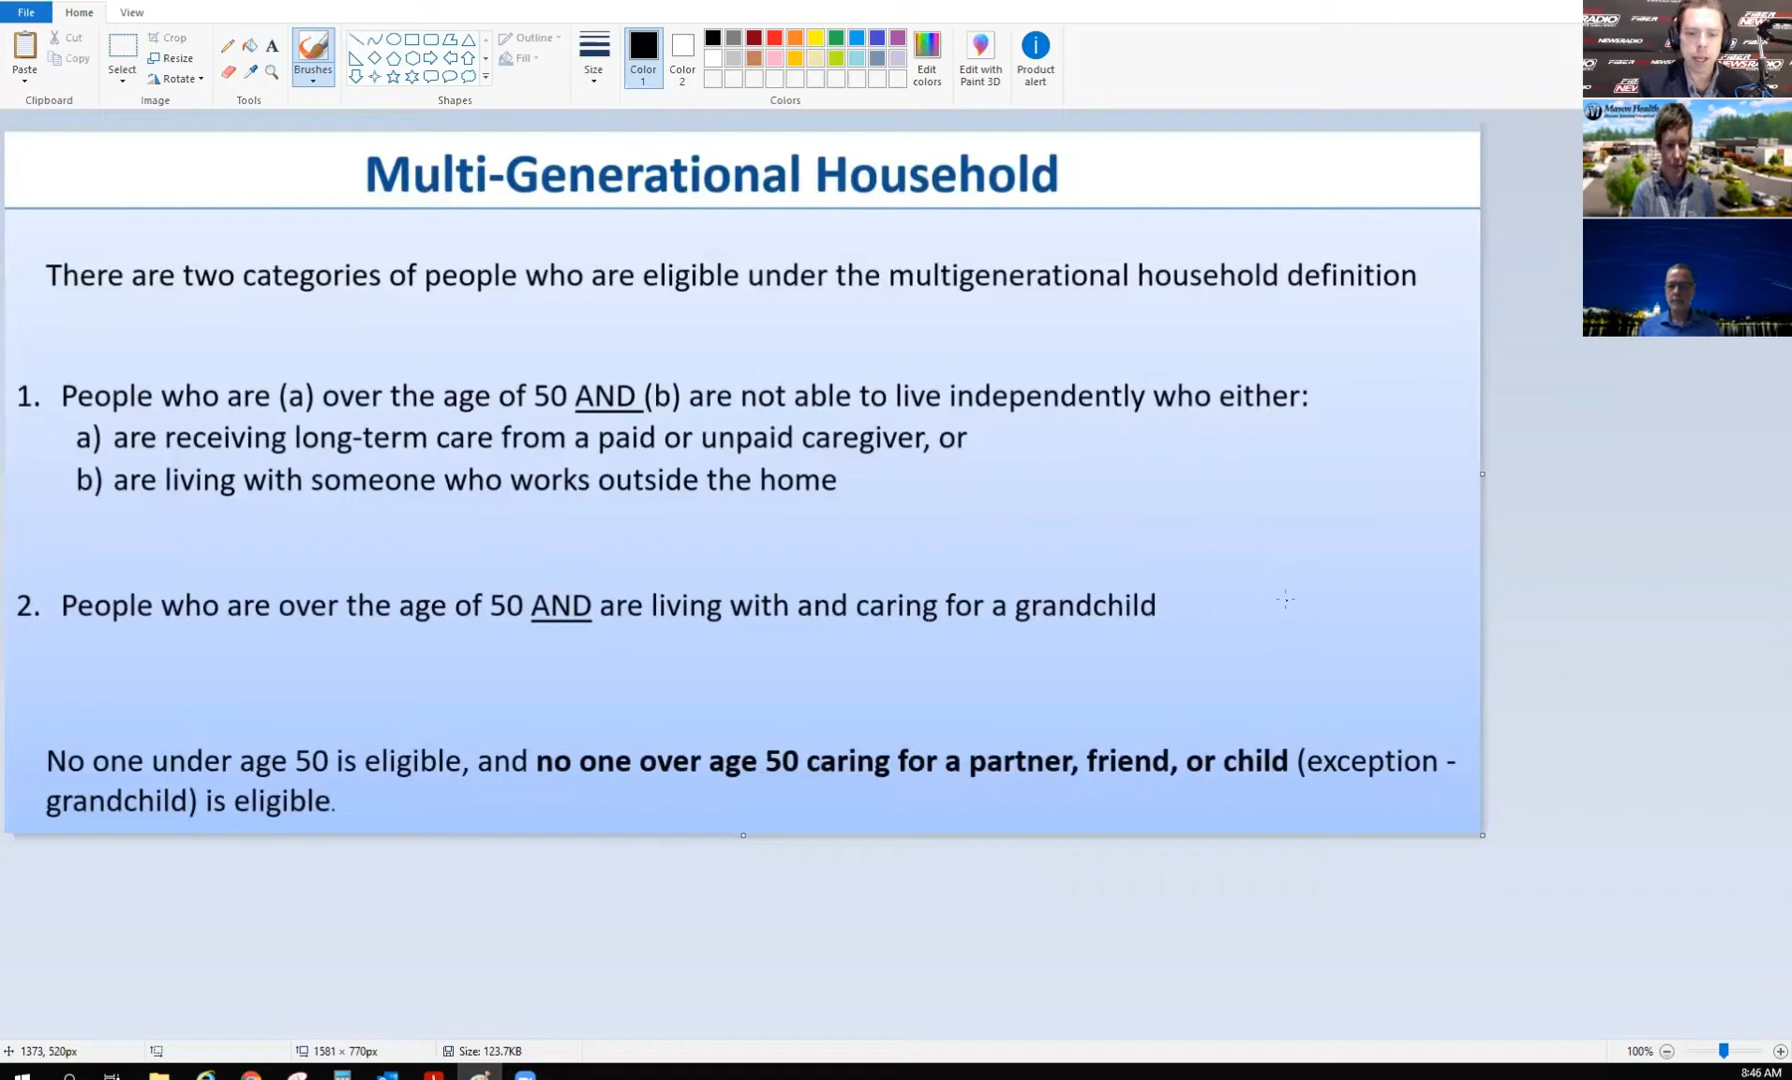 File
Home
View
Paste
Cut
Copy
Clipboard
Select
Crop
Resize
Rotate
Image
A
Tools
Brushes
Outline
Fill
Shapes
Size
Color
1
Color
2
Colors
Edit
colors
Edit with
Paint 3D
Product
alert
Mason Health
Multi-Generational Household
There are two categories of people who are eligible under the multigenerational household definition
1. People who are (a) over the age of 50 AND (b) are not able to live independently who either:
a) are receiving long-term care from a paid or unpaid caregiver, or
b) are living with someone who works outside the home
2. People who are over the age of 50 AND are living with and caring for a grandchild
No one under age 50 is eligible, and no one over age 50 caring for a partner, friend, or child (exception -
grandchild) is eligible.
1373, 520px
1581 × 770px
Size: 123.7KB
100%
8:46 AM